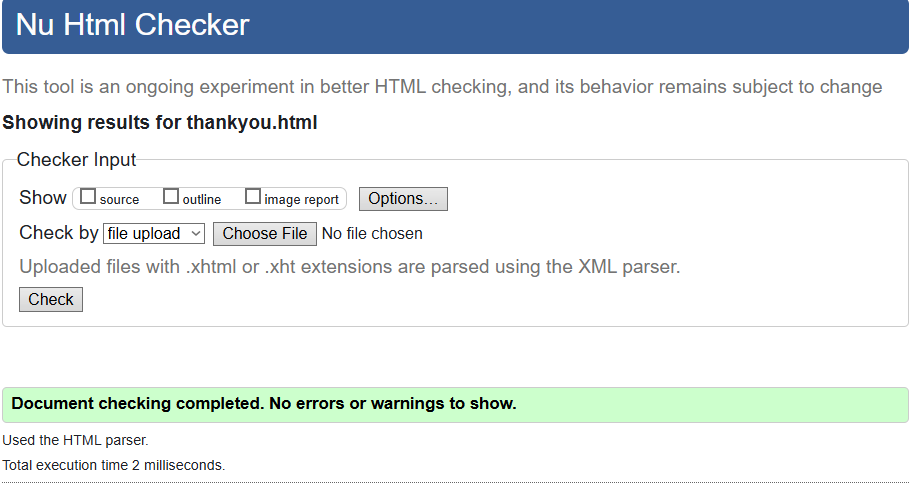 Nu Html Checker
This tool is an ongoing experiment in better HTML checking, and its behavior remains subject to change
Showing results for thankyou.html
Checker Input
Show source outline image report Options...
Check by file upload Choose File No file chosen
Uploaded files with .xhtml or .xht extensions are parsed using the XML parser.
Check
Document checking completed. No errors or warnings to show.
Used the HTML parser.
Total execution time 2 milliseconds.